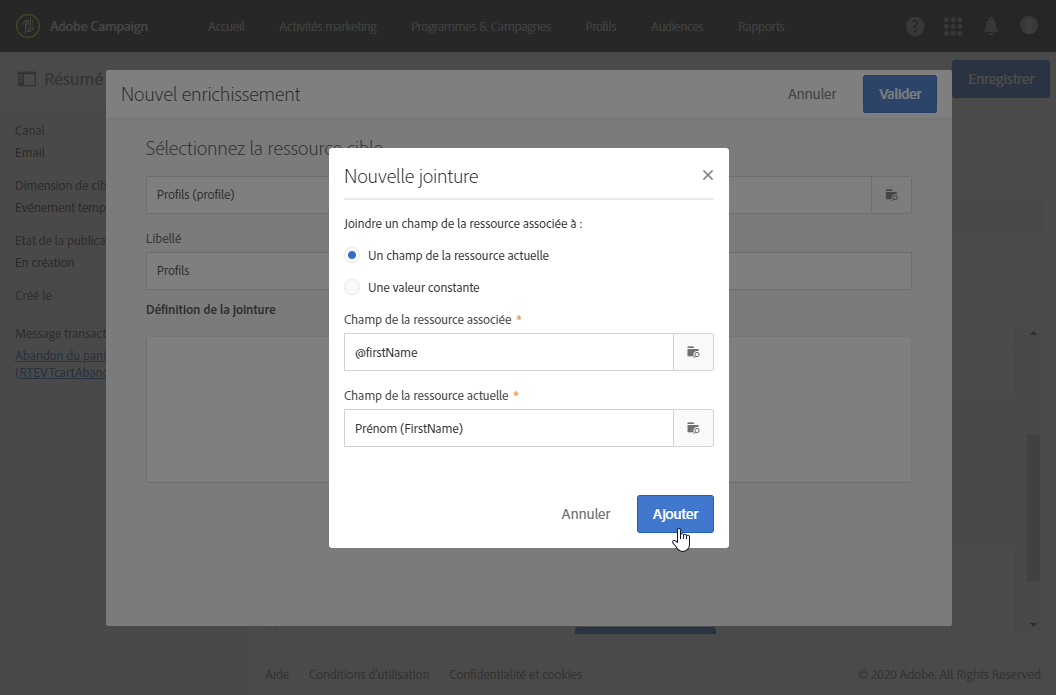 Adobe Campaign Accueil Activités marketing Programmes & Campagnes Profils Audiences Rapports
Résumé
Enregistrer
Canal
Email
Dimension de cib
Evénement temp
Etat de la publica
En création
Créé le
Message transact
Abandon du pani
(RTEVTcartAband
Nouvel enrichissement
Annuler
Valider
Sélectionnez la ressource cible
Profils (profile)
Libellé
Profils
Définition de la jointure
Nouvelle jointure
Joindre un champ de la ressource associée à :
Un champ de la ressource actuelle
Une valeur constante
Champ de la ressource associée *
@firstName
Champ de la ressource actuelle *
Prénom (FirstName)
Annuler
Ajouter
Aide Conditions d'utilisation Confidentialité et cookies © 2020 Adobe. All Rights Reserved.